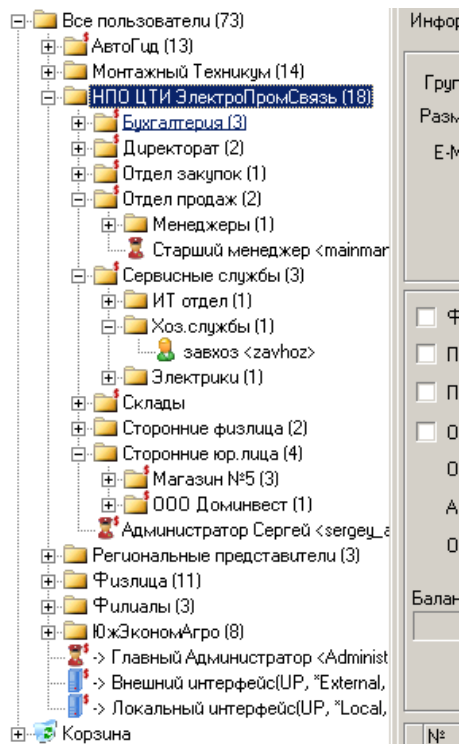 Все пользователи (73)
АвтоГид (13)
Монтажный Техникум (14)
НПО ЦТИ ЭлектроПромСвязь (18)
Бухгалтерия (3)
Директорат (2)
Отдел закупок (1)
Отдел продаж (2)
Менеджеры (1)
Старший менеджер <mainmar
Сервисные службы (3)
ИТ отдел (1)
Хоз.службы (1)
завхоз <zavhoz>
Электрики (1)
Склады
Сторонние физлица (2)
Сторонние юр.лица (4)
Магазин №5 (3)
ООО Доминвест (1)
Администратор Сергей <sergey_a
Региональные представители (3)
Физлица (11)
Филиалы (3)
ЮжЭкономАгро (8)
-> Главный Администратор <Administ
-> Внешний интерфейс(UP, *External,
-> Локальный интерфейс(UP, *Local,
Корзина
Инфор
Груп
Разм
E-M
Ф
П
П
О
О
А
О
Балан
№